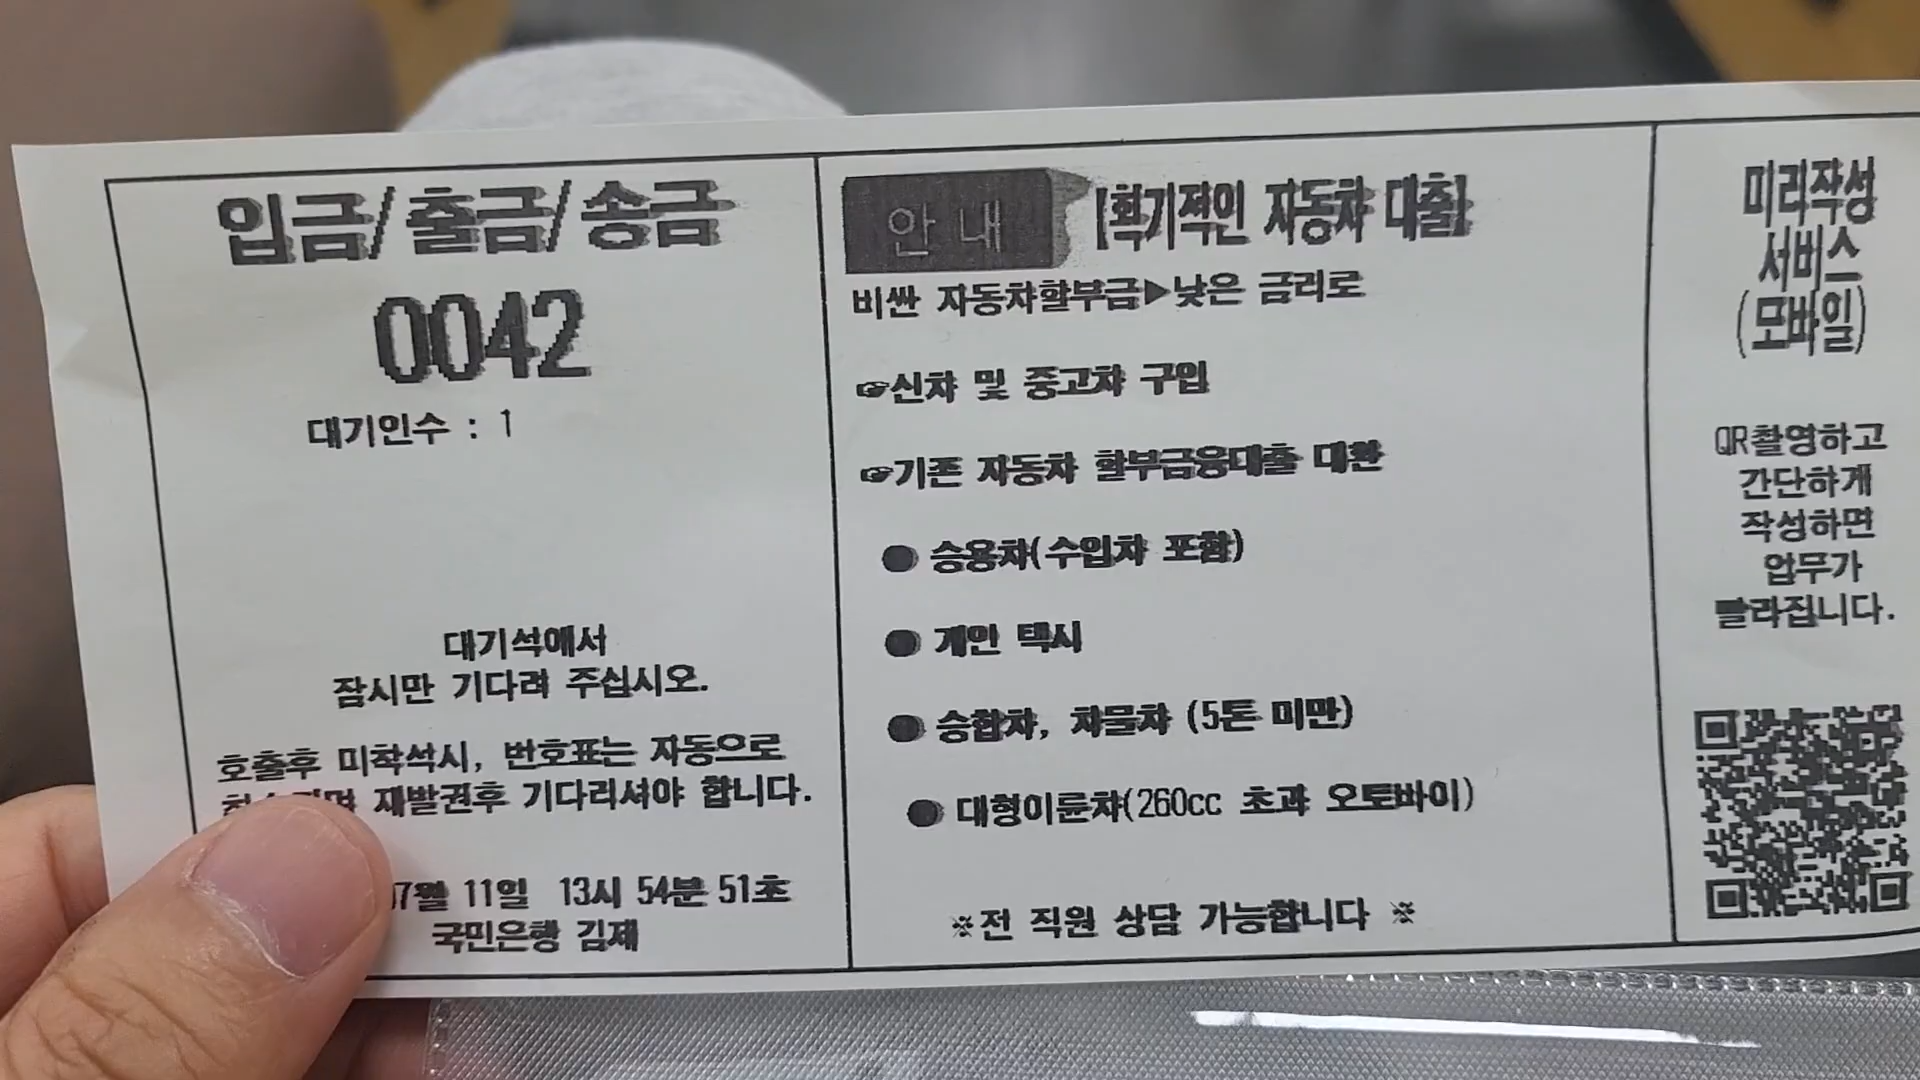 입금/출금/송금
0042
대기인수 : 1
대기석에서
잠시만 기다려 주십시오.
호출후 미착석시, 번호표는 자동으로
재발권후 기다리셔야 합니다.
07월 11일 13시 54분 51초
국민은행 김제
안 내 [획기적인 자동차 대출]
비싼 자동차할부금▶낮은 금리로
☞신차 및 중고차 구입
☞기존 자동차 할부금융대출 대환
● 승용차(수입차 포함)
● 개인 택시
● 승합차, 화물차 (5톤 미만)
● 대형이륜차(260cc 초과 오토바이)
※전 직원 상담 가능합니다 ※
미리작성
서비스
(모바일)
QR촬영하고
간단하게
작성하면
업무가
빨라집니다.